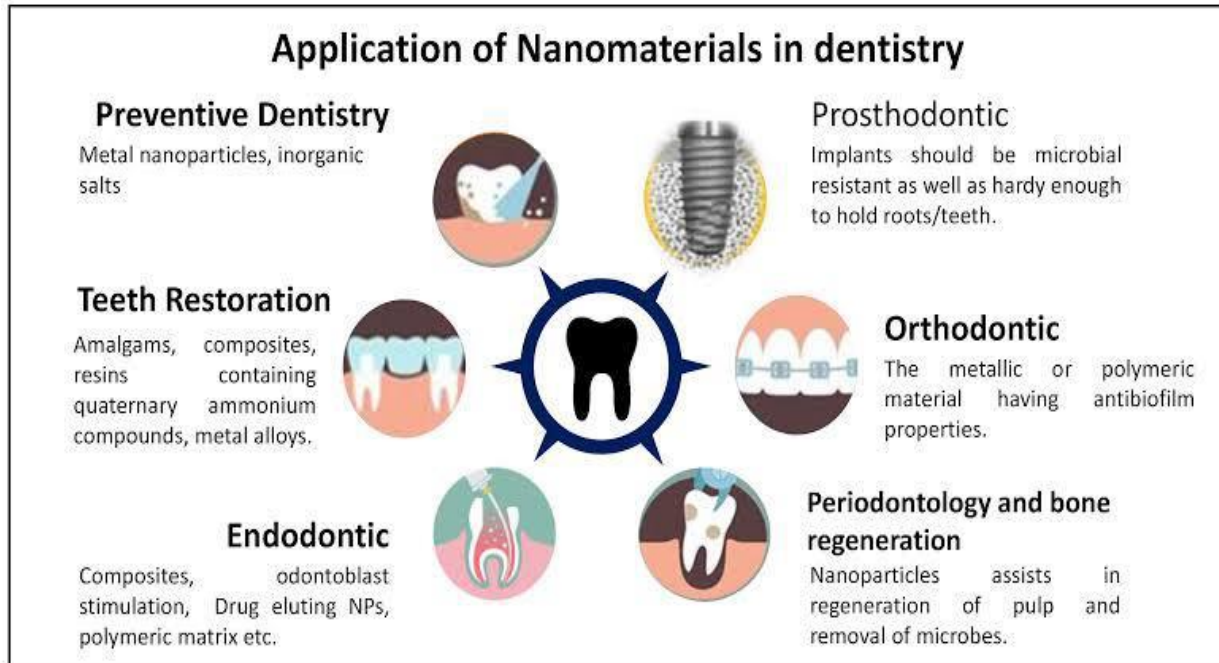 Application of Nanomaterials in dentistry
Preventive Dentistry
Metal nanoparticles, inorganic
salts
Prosthodontic
Implants should be microbial
resistant as well as hardy enough
to hold roots/teeth.
Teeth Restoration
Amalgams, composites,
resins containing
quaternary ammonium
compounds, metal alloys.
Orthodontic
The metallic or polymeric
material having antibiofilm
properties.
Endodontic
Composites, odontoblast
stimulation, Drug eluting NPs,
polymeric matrix etc.
Periodontology and bone
regeneration
Nanoparticles assists in
regeneration of pulp and
removal of microbes.